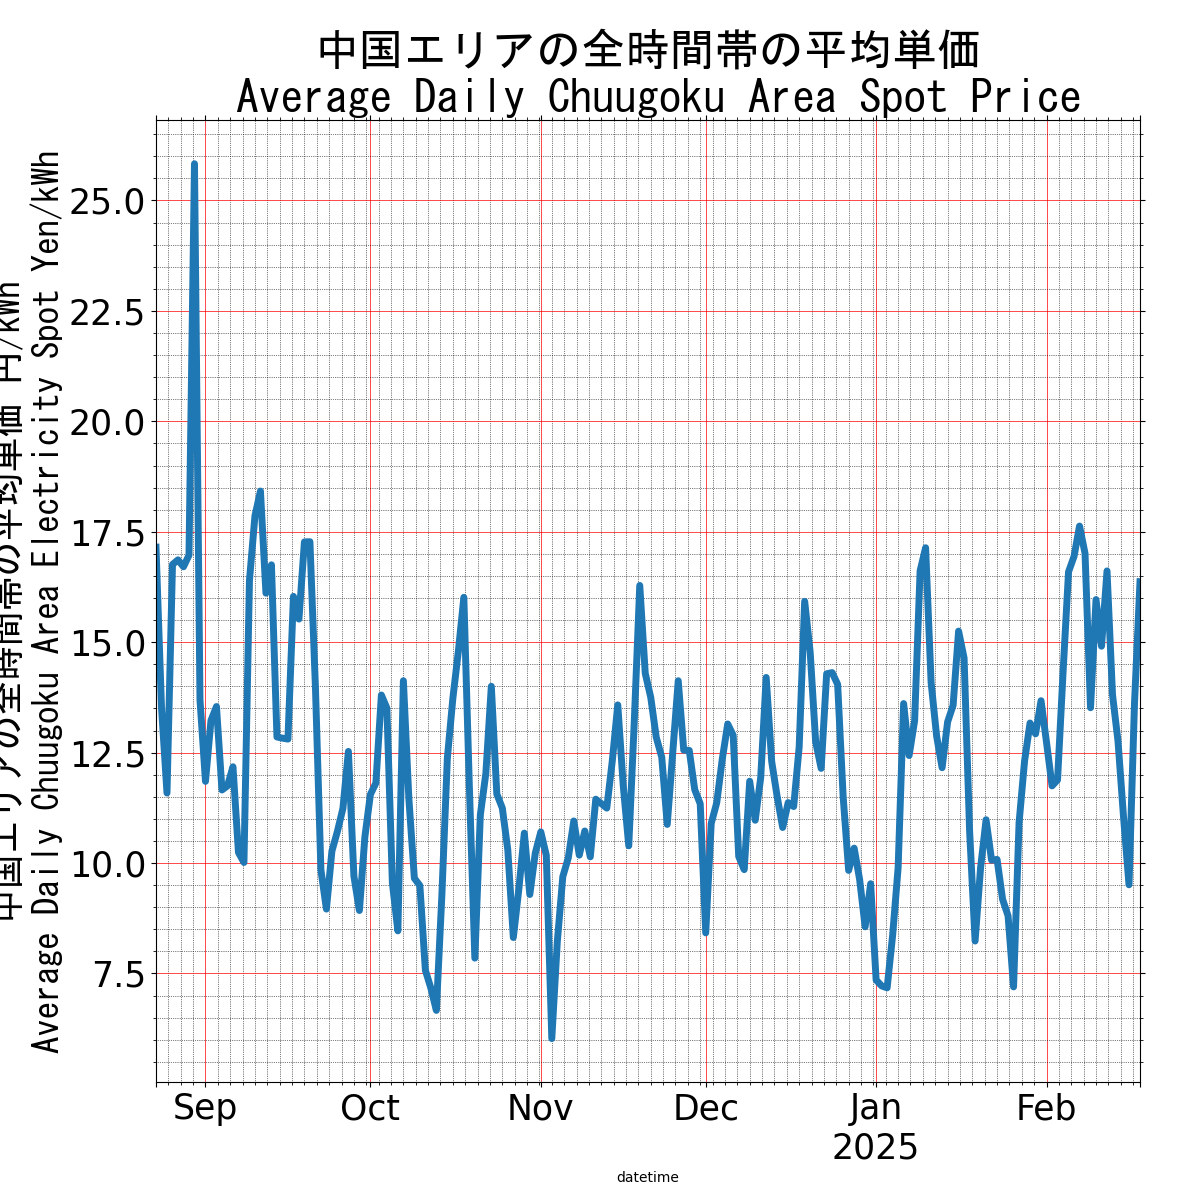 中国エリアの全時間帯の平均単価
Average Daily Chuugoku Area Spot Price
中国エリアの全時間帯の平均単価 円/kWh
Average Daily Chuugoku Area Electricity Spot Yen/kWh
25.0
22.5
20.0
17.5
15.0
12.5
10.0
7.5
Sep
Oct
Nov
Dec
Jan
2025
Feb
datetime